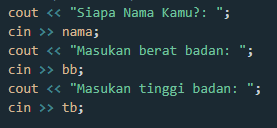 cout << "Siapa Nama Kamu?: ";
cin >> nama;
cout << "Masukan berat badan: ";
cin >> bb;
cout << "Masukan tinggi badan: ";
cin >> tb;